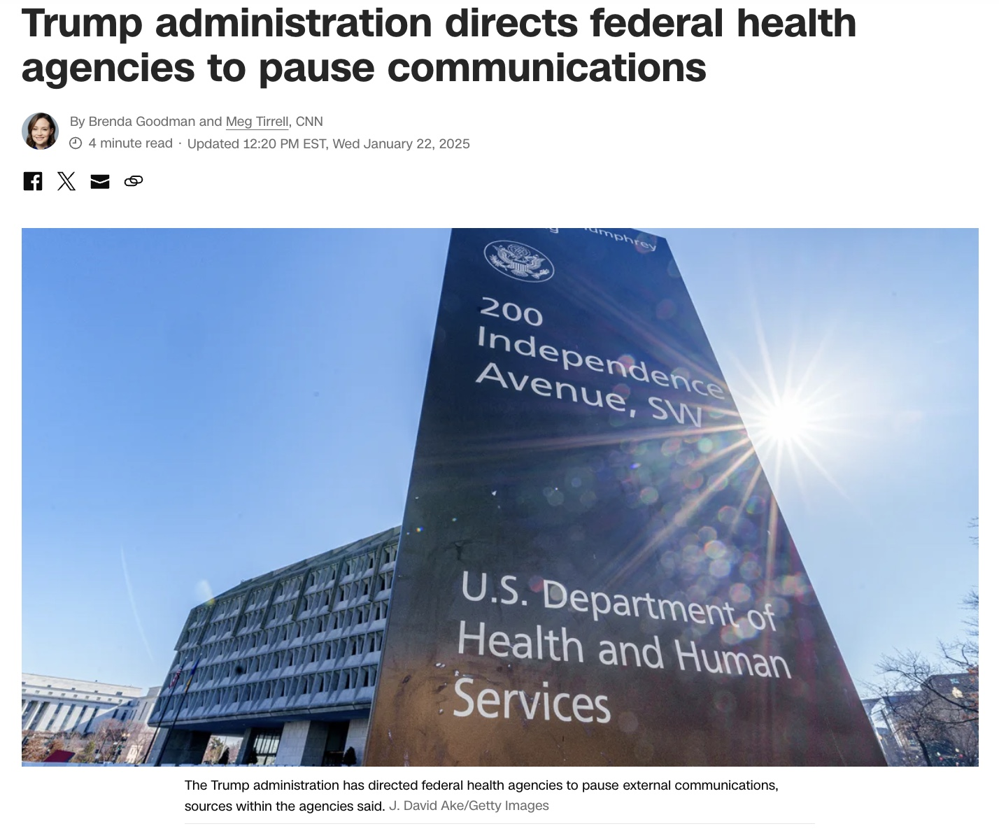 Trump administration directs federal health
agencies to pause communications
By Brenda Goodman and Meg Tirrell, CNN
4 minute read · Updated 12:20 PM EST, Wed January 22, 2025
200
Independence
Avenue, SW
U.S. Department of
Health and Human
Services
The Trump administration has directed federal health agencies to pause external communications,
sources within the agencies said. J. David Ake/Getty Images